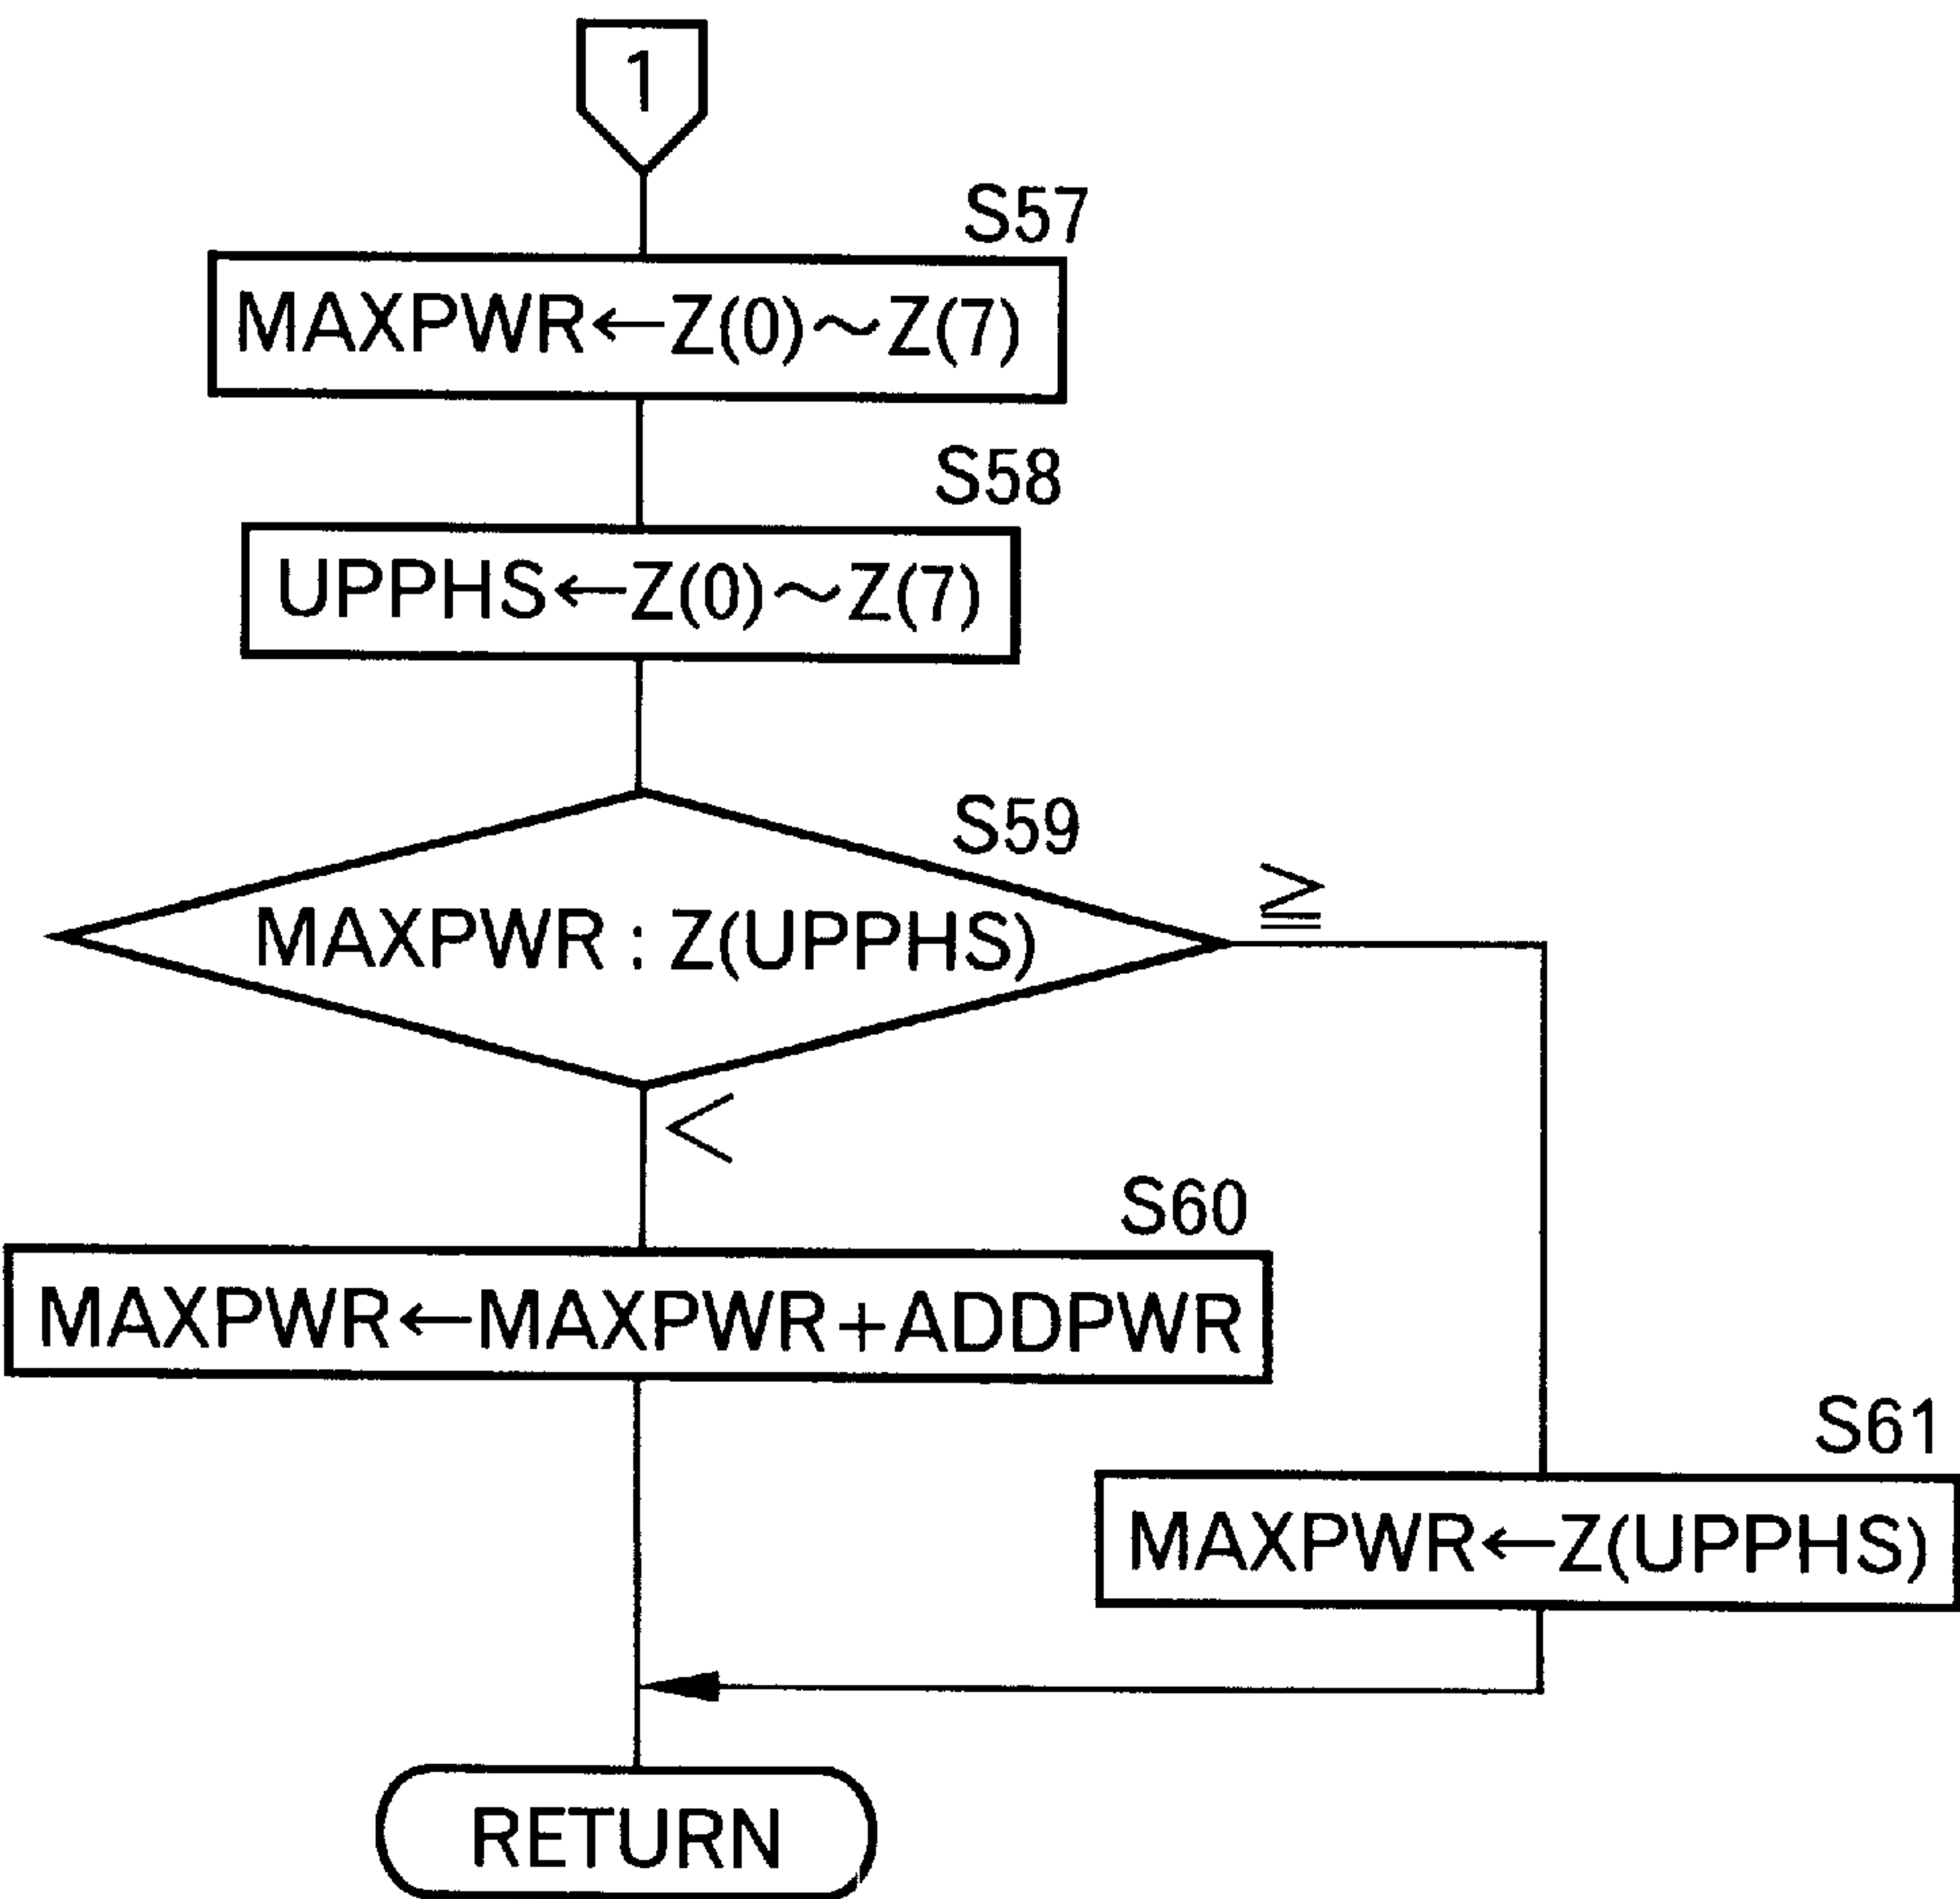 1
S57
MAXPWR←Z(0)~Z(7)
S58
UPPHS←Z(0)~Z(7)
S59
MAXPWR : Z(UPPHS)
≧
<
S60
MAXPWR←MAXPWR+ADDPWR
S61
MAXPWR←Z(UPPHS)
RETURN